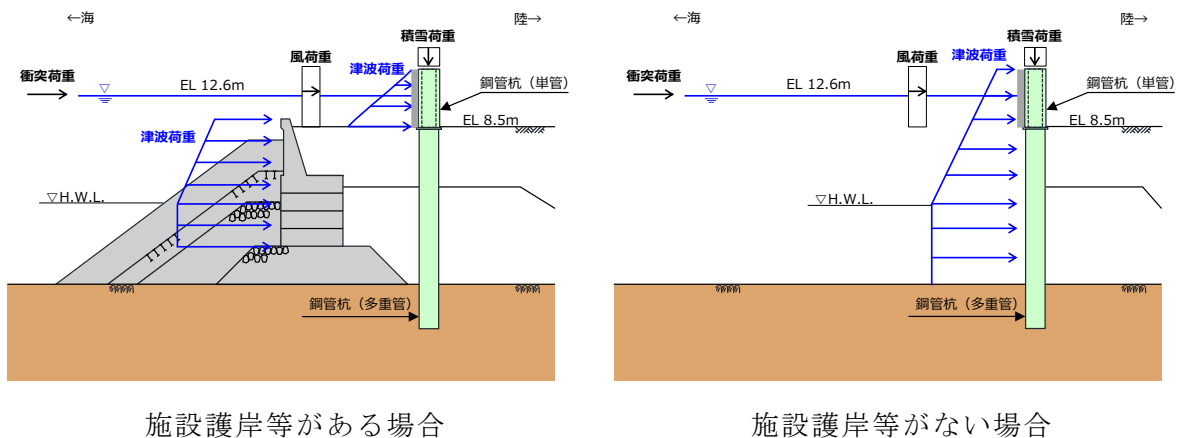 ←海
陸→
積雪荷重
風荷重
津波荷重
衝突荷重
▽
EL 12.6m
鋼管杭（単管）
EL 8.5m
津波荷重
▽H.W.L.
鋼管杭（多重管）
施設護岸等がある場合
←海
陸→
積雪荷重
津波荷重
風荷重
衝突荷重
▽
EL 12.6m
鋼管杭（単管）
EL 8.5m
▽H.W.L.
鋼管杭（多重管）
施設護岸等がない場合